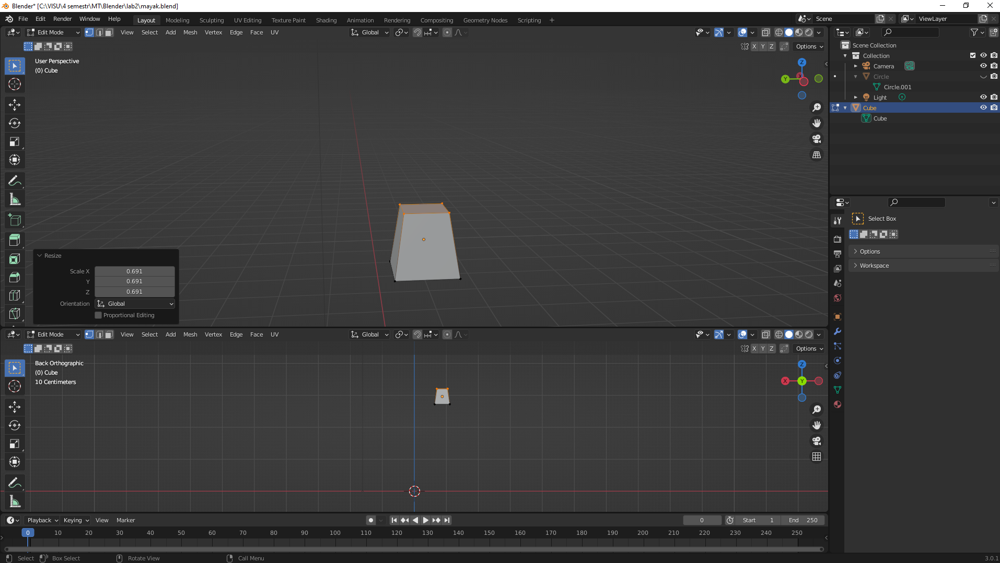 Blender* [C:\VISU\4 semestr\MT\Blender\lab2\mayak.blend]
File Edit Render Window Help Layout Modeling Sculpting UV Editing Texture Paint Shading Animation Rendering Compositing Geometry Nodes Scripting + Scene ViewLayer
Edit Mode View Select Add Mesh Vertex Edge Face UV Global
X Y Z Options
User Perspective
(0) Cube
Z
Y
X
Resize
Scale X 0.691
Y 0.691
Z 0.691
Orientation Global
Proportional Editing
Edit Mode View Select Add Mesh Vertex Edge Face UV Global
X Y Z Options
Back Orthographic
(0) Cube
10 Centimeters
Z
X Y
Playback Keying View Marker 0 Start 1 End 250
0 10 20 30 40 50 60 70 80 90 100 110 120 130 140 150 160 170 180 190 200 210 220 230 240 250
Select Box Select Rotate View Call Menu 3.0.1
Scene Collection
Collection
Camera
Circle
Circle.001
Light
Cube
Cube
Select Box
Options
Workspace